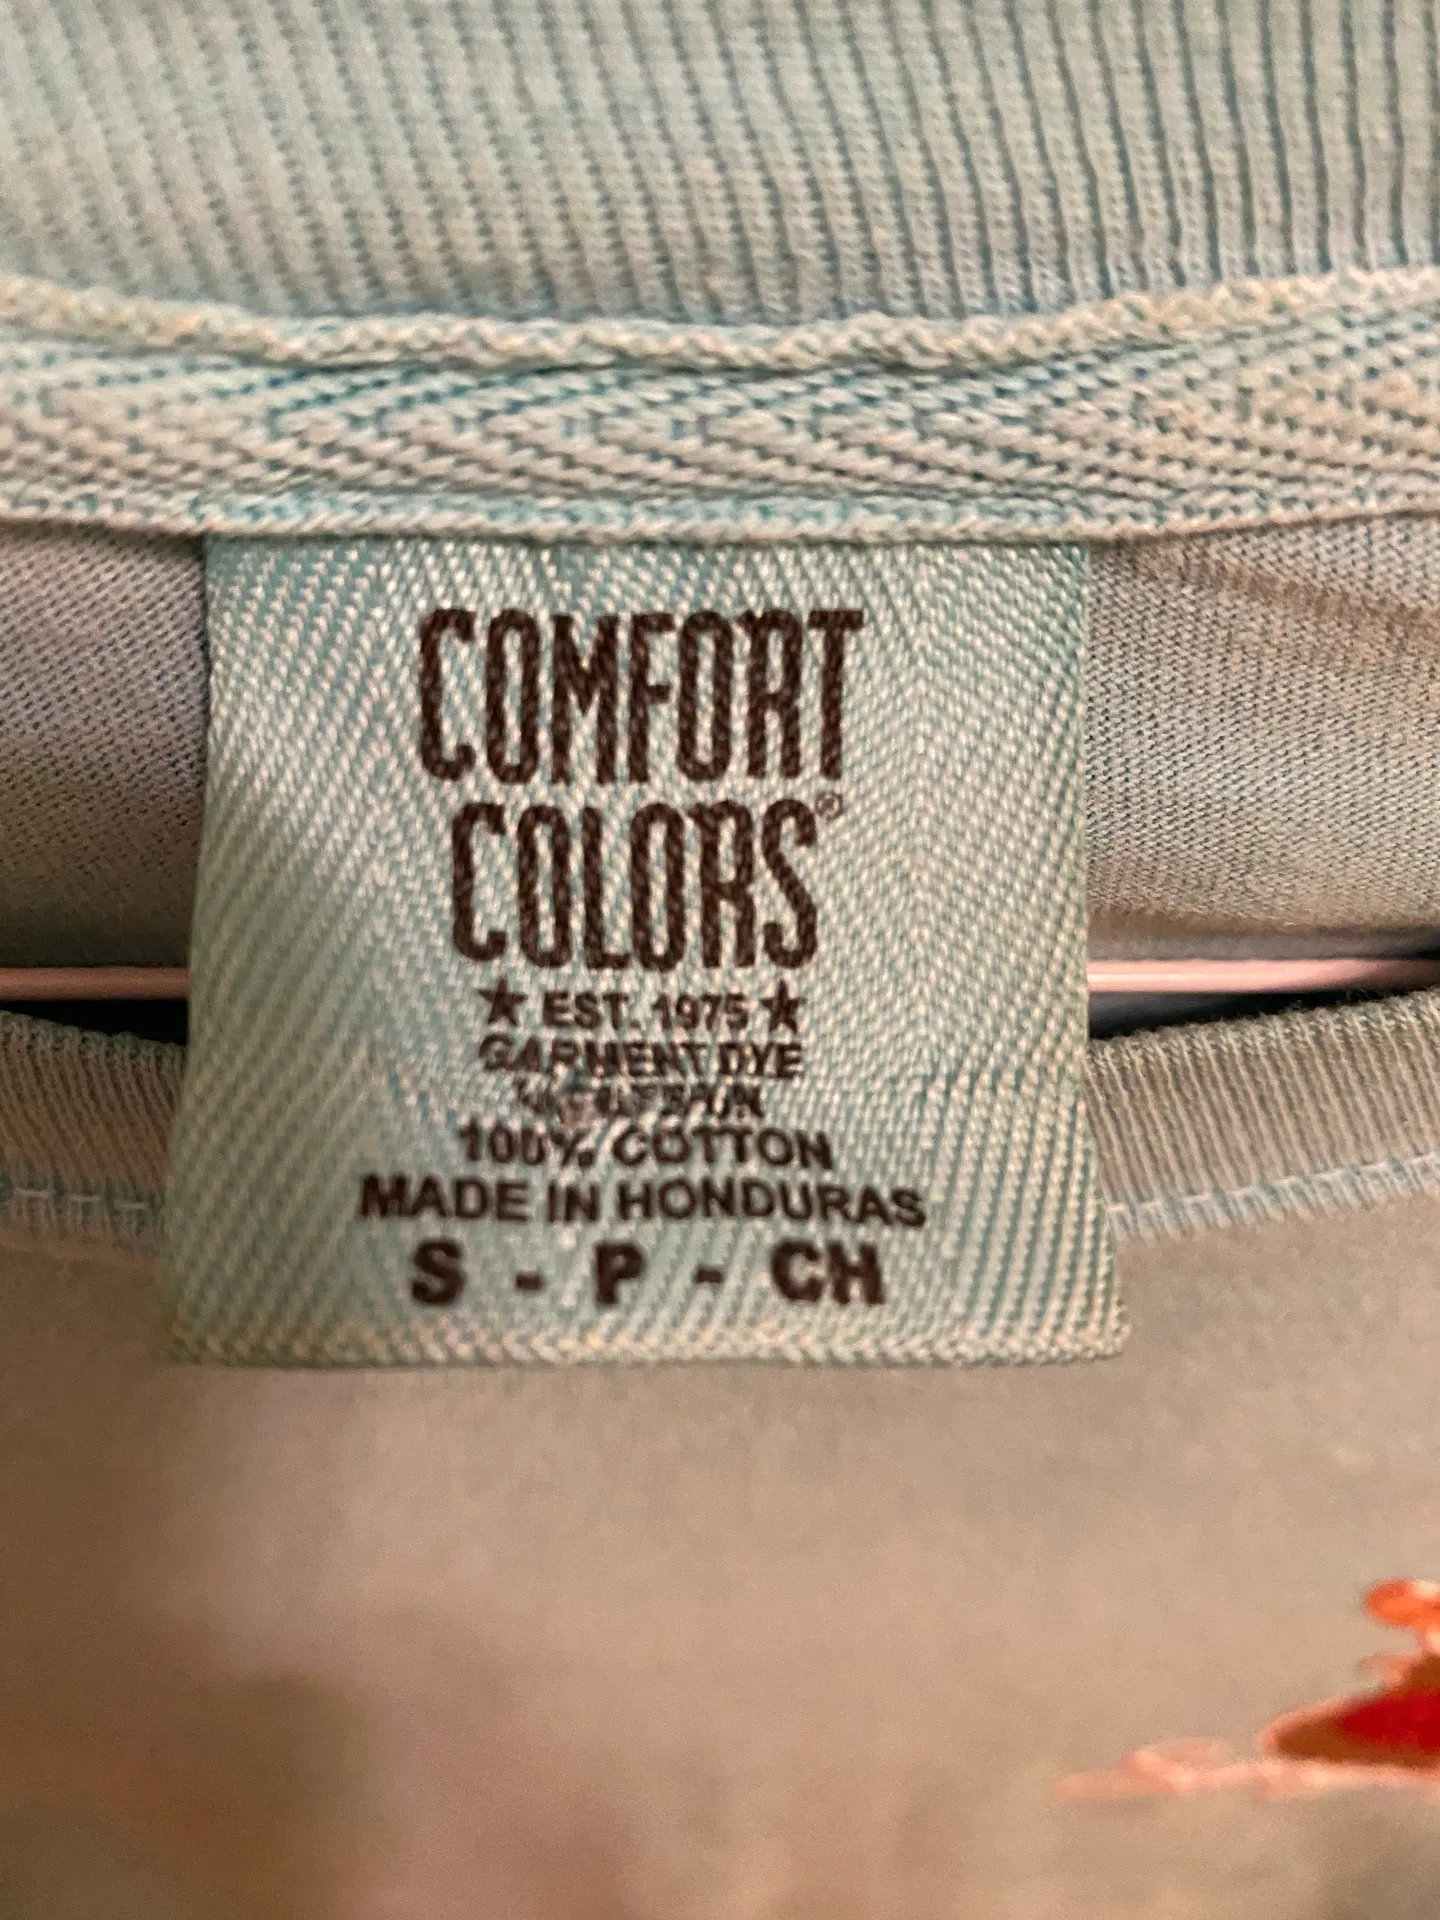 COMFORT
COLORS®
★ EST. 1975 ★
GARMENT DYE
100% COTTON
MADE IN HONDURAS
S - P - CH